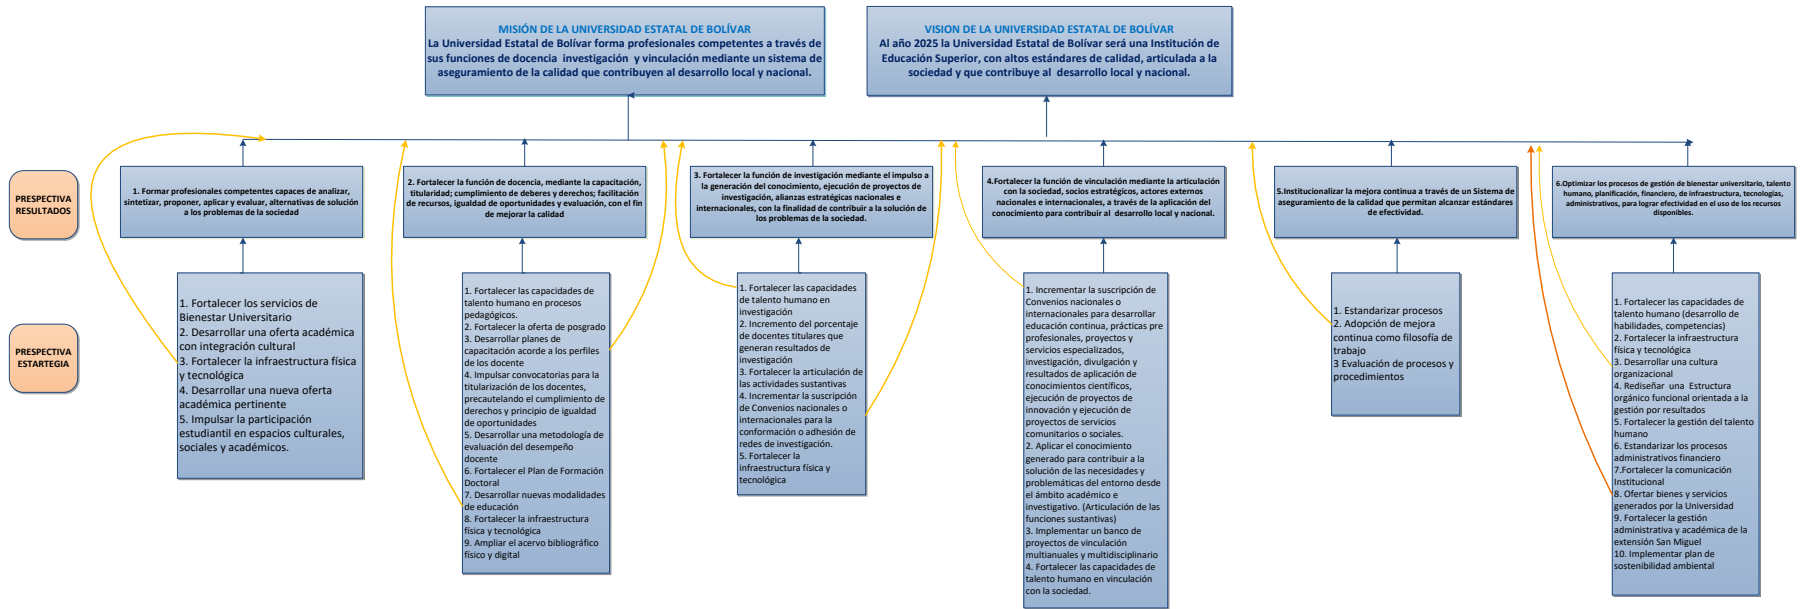 MISIÓN DE LA UNIVERSIDAD ESTATAL DE BOLÍVAR
La Universidad Estatal de Bolívar forma profesionales competentes a través de
sus funciones de docencia investigación y vinculación mediante un sistema de
aseguramiento de la calidad que contribuyen al desarrollo local y nacional.
VISION DE LA UNIVERSIDAD ESTATAL DE BOLÍVAR
Al año 2025 la Universidad Estatal de Bolívar será una Institución de
Educación Superior, con altos estándares de calidad, articulada a la
sociedad y que contribuye al desarrollo local y nacional.
PRESPECTIVA
RESULTADOS
1. Formar profesionales competentes capaces de analizar,
sintetizar, proponer, aplicar y evaluar, alternativas de solución
a los problemas de la sociedad
2. Fortalecer la función de docencia, mediante la capacitación,
titularidad; cumplimiento de deberes y derechos; facilitación
de recursos, igualdad de oportunidades y evaluación, con el fin
de mejorar la calidad
3. Fortalecer la función de investigación mediante el impulso a
la generación del conocimiento, ejecución de proyectos de
investigación, alianzas estratégicas nacionales e
internacionales, con la finalidad de contribuir a la solución de
los problemas de la sociedad.
4.Fortalecer la función de vinculación mediante la articulación
con la sociedad, socios estratégicos, actores externos
nacionales e internacionales, a través de la aplicación del
conocimiento para contribuir al desarrollo local y nacional.
5.Institucionalizar la mejora continua a través de un Sistema de
aseguramiento de la calidad que permitan alcanzar estándares
de efectividad.
6.Optimizar los procesos de gestión de bienestar universitario, talento
humano, planificación, financiero, de infraestructura, tecnologías,
administrativos, para lograr efectividad en el uso de los recursos
disponibles.
PRESPECTIVA
ESTARTEGIA
1. Fortalecer los servicios de
Bienestar Universitario
2. Desarrollar una oferta académica
con integración cultural
3. Fortalecer la infraestructura física
y tecnológica
4. Desarrollar una nueva oferta
académica pertinente
5. Impulsar la participación
estudiantil en espacios culturales,
sociales y académicos.
1. Fortalecer las capacidades de
talento humano en procesos
pedagógicos.
2. Fortalecer la oferta de posgrado
3. Desarrollar planes de
capacitación acorde a los perfiles
de los docente
4. Impulsar convocatorias para la
titularización de los docentes,
precautelando el cumplimiento de
derechos y principio de igualdad
de oportunidades
5. Desarrollar una metodología de
evaluación del desempeño
docente
6. Fortalecer el Plan de Formación
Doctoral
7. Desarrollar nuevas modalidades
de educación
8. Fortalecer la infraestructura
física y tecnológica
9. Ampliar el acervo bibliográfico
físico y digital
1. Fortalecer las capacidades
de talento humano en
investigación
2. Incremento del porcentaje
de docentes titulares que
generan resultados de
investigación
3. Fortalecer la articulación de
las actividades sustantivas
4. Incrementar la suscripción
de Convenios nacionales o
internacionales para la
conformación o adhesión de
redes de investigación.
5. Fortalecer la
infraestructura física y
tecnológica
1. Incrementar la suscripción de
Convenios nacionales o
internacionales para desarrollar
educación continua, prácticas pre
profesionales, proyectos y
servicios especializados,
investigación, divulgación y
resultados de aplicación de
conocimientos científicos,
ejecución de proyectos de
innovación y ejecución de
proyectos de servicios
comunitarios o sociales.
2. Aplicar el conocimiento
generado para contribuir a la
solución de las necesidades y
problemáticas del entorno desde
el ámbito académico e
investigativo. (Articulación de las
funciones sustantivas)
3. Implementar un banco de
proyectos de vinculación
multianuales y multidisciplinario
4. Fortalecer las capacidades de
talento humano en vinculación
con la sociedad.
1. Estandarizar procesos
2. Adopción de mejora
continua como filosofía de
trabajo
3 Evaluación de procesos y
procedimientos
1. Fortalecer las capacidades de
talento humano (desarrollo de
habilidades, competencias)
2. Fortalecer la infraestructura
física y tecnológica
3. Desarrollar una cultura
organizacional
4. Rediseñar una Estructura
orgánico funcional orientada a la
gestión por resultados
5. Fortalecer la gestión del talento
humano
6. Estandarizar los procesos
administrativos financiero
7.Fortalecer la comunicación
Institucional
8. Ofertar bienes y servicios
generados por la Universidad
9. Fortalecer la gestión
administrativa y académica de la
extensión San Miguel
10. Implementar plan de
sostenibilidad ambiental